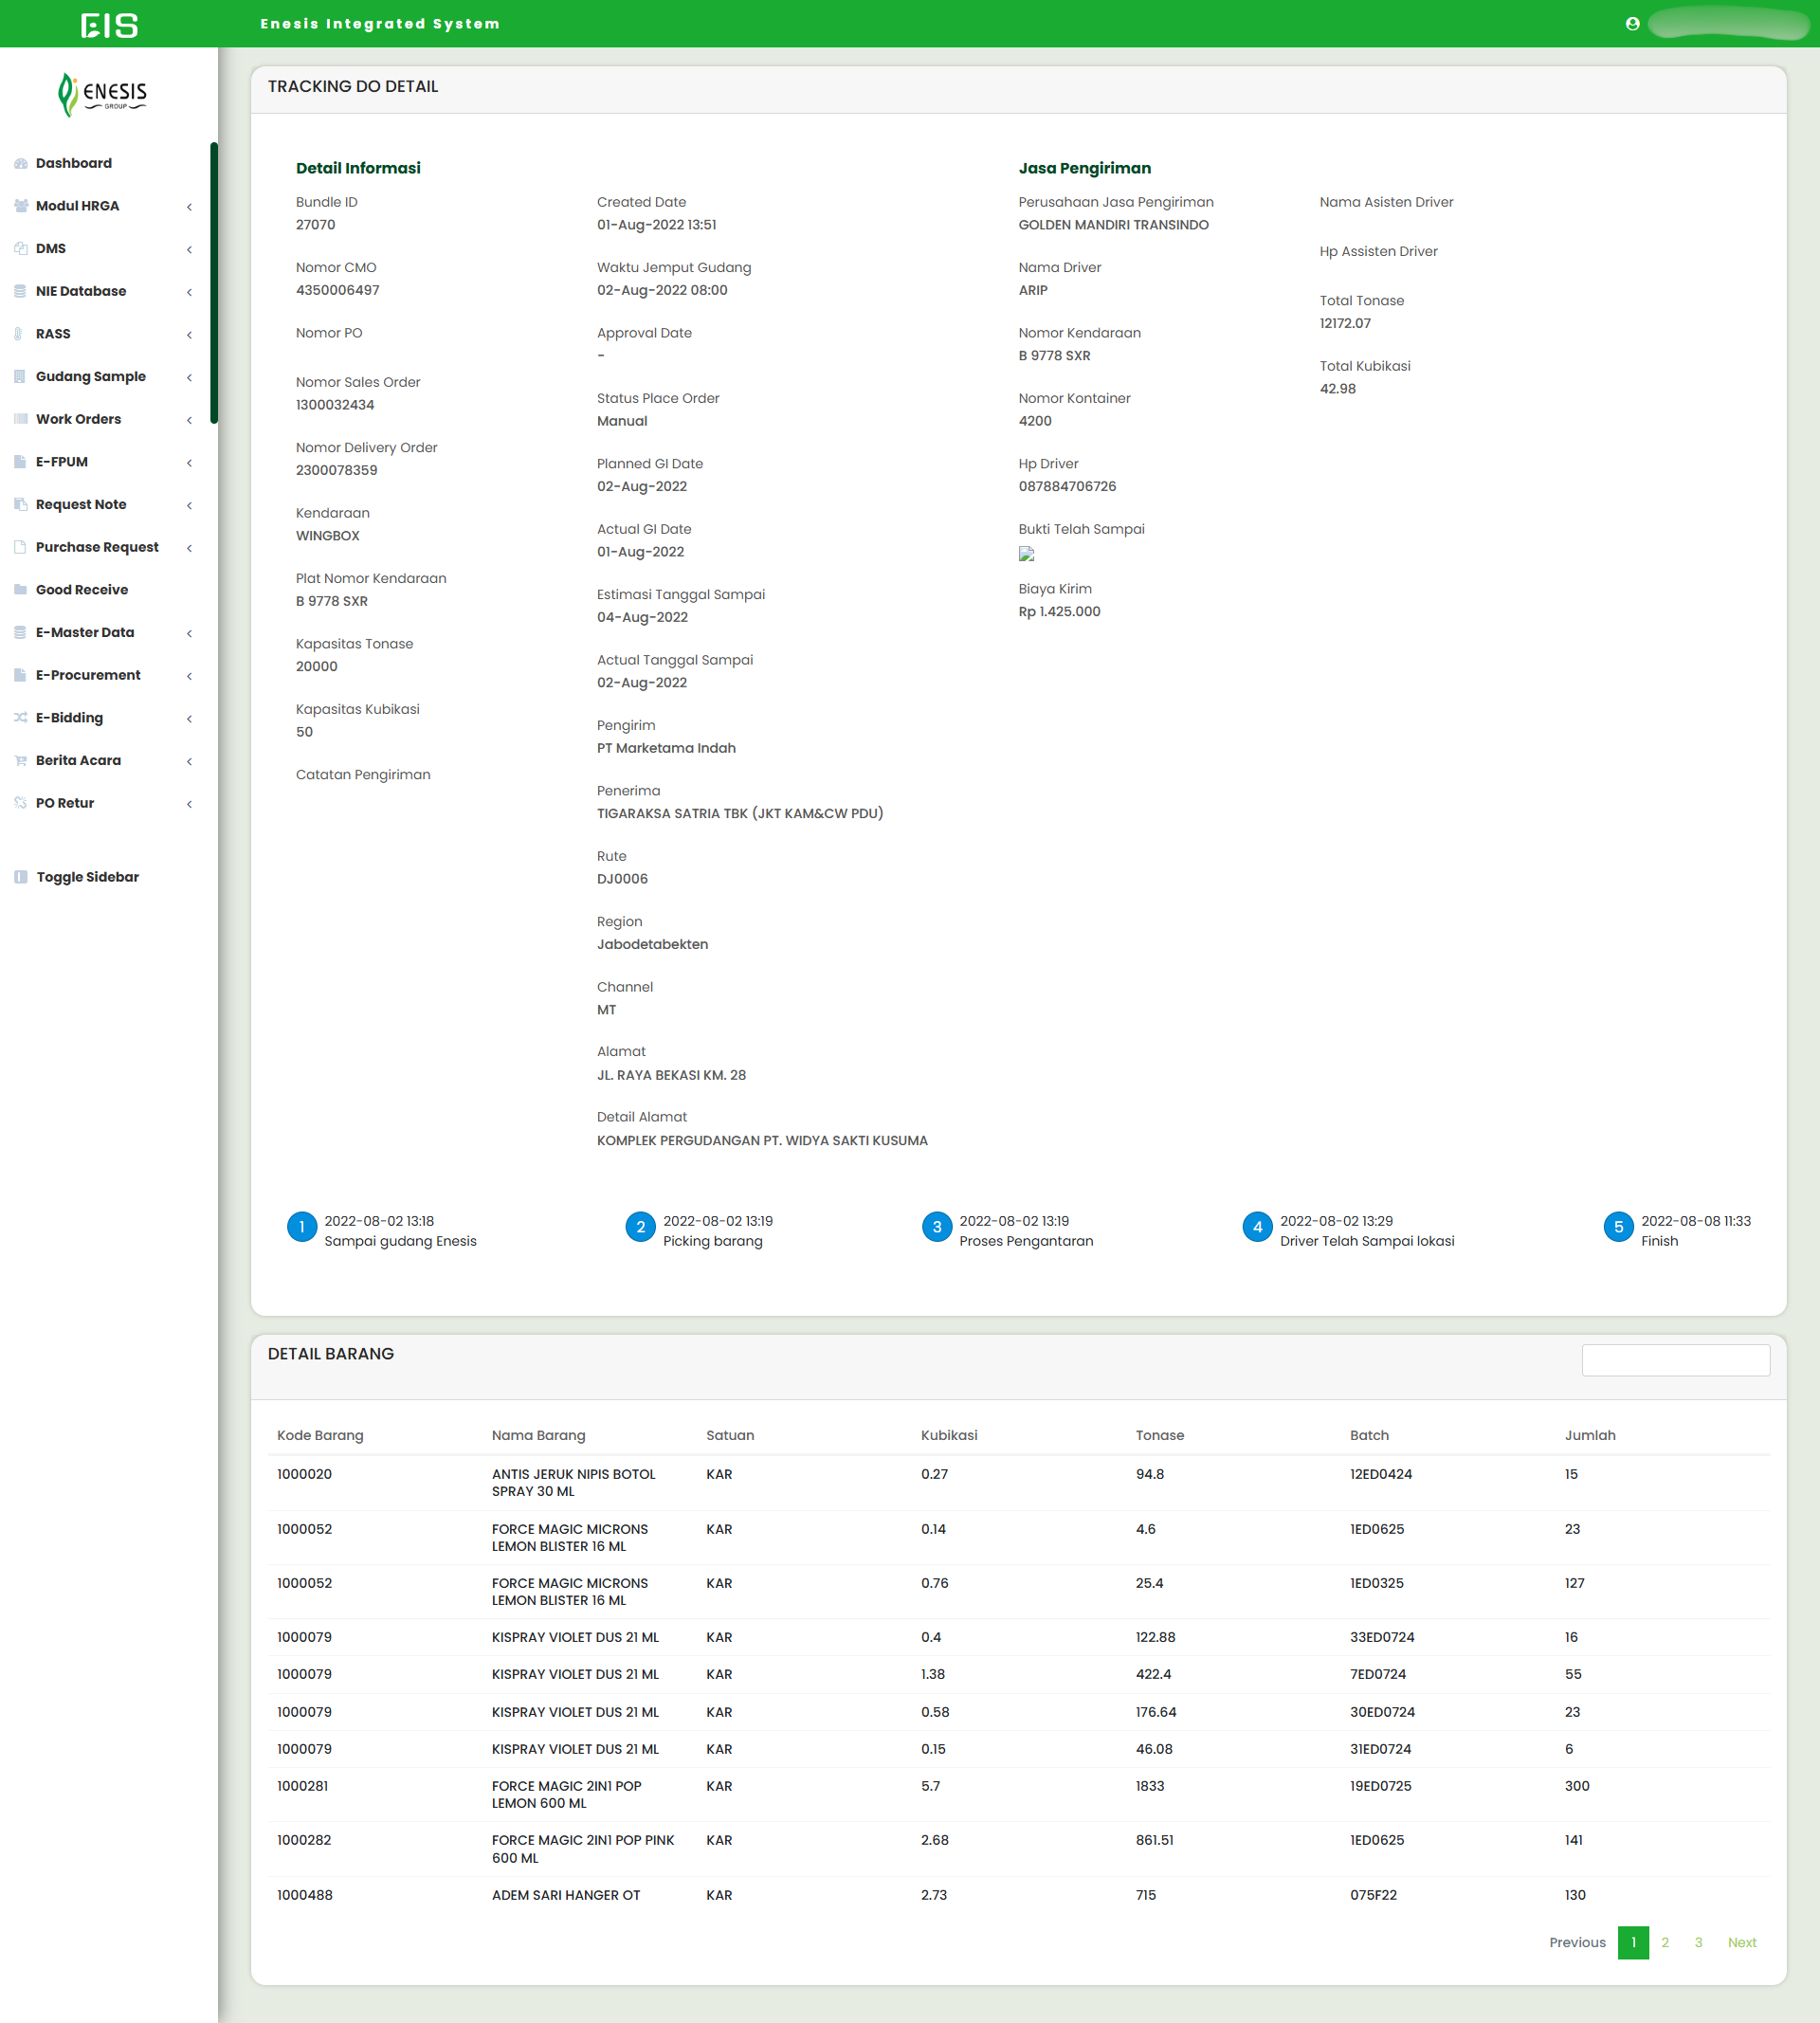 EIS
Enesis Integrated System
ENESIS
GROUP
Dashboard
Modul HRGA
DMS
NIE Database
RASS
Gudang Sample
Work Orders
E-FPUM
Request Note
Purchase Request
Good Receive
E-Master Data
E-Procurement
E-Bidding
Berita Acara
PO Retur
Toggle Sidebar
TRACKING DO DETAIL
Detail Informasi
Bundle ID
27070
Nomor CMO
4350006497
Nomor PO
Nomor Sales Order
1300032434
Nomor Delivery Order
2300078359
Kendaraan
WINGBOX
Plat Nomor Kendaraan
B 9778 SXR
Kapasitas Tonase
20000
Kapasitas Kubikasi
50
Catatan Pengiriman
Created Date
01-Aug-2022 13:51
Waktu Jemput Gudang
02-Aug-2022 08:00
Approval Date
-
Status Place Order
Manual
Planned GI Date
02-Aug-2022
Actual GI Date
01-Aug-2022
Estimasi Tanggal Sampai
04-Aug-2022
Actual Tanggal Sampai
02-Aug-2022
Pengirim
PT Marketama Indah
Penerima
TIGARAKSA SATRIA TBK (JKT KAM&CW PDU)
Rute
DJ0006
Region
Jabodetabekten
Channel
MT
Alamat
JL. RAYA BEKASI KM. 28
Detail Alamat
KOMPLEK PERGUDANGAN PT. WIDYA SAKTI KUSUMA
Jasa Pengiriman
Perusahaan Jasa Pengiriman
GOLDEN MANDIRI TRANSINDO
Nama Driver
ARIP
Nomor Kendaraan
B 9778 SXR
Nomor Kontainer
4200
Hp Driver
087884706726
Bukti Telah Sampai
Biaya Kirim
Rp 1.425.000
Nama Asisten Driver
Hp Assisten Driver
Total Tonase
12172.07
Total Kubikasi
42.98
1 2022-08-02 13:18
Sampai gudang Enesis
2 2022-08-02 13:19
Picking barang
3 2022-08-02 13:19
Proses Pengantaran
4 2022-08-02 13:29
Driver Telah Sampai lokasi
5 2022-08-08 11:33
Finish
DETAIL BARANG
Kode Barang Nama Barang Satuan Kubikasi Tonase Batch Jumlah
1000020 ANTIS JERUK NIPIS BOTOL KAR 0.27 94.8 12ED0424 15
SPRAY 30 ML
1000052 FORCE MAGIC MICRONS KAR 0.14 4.6 1ED0625 23
LEMON BLISTER 16 ML
1000052 FORCE MAGIC MICRONS KAR 0.76 25.4 1ED0325 127
LEMON BLISTER 16 ML
1000079 KISPRAY VIOLET DUS 21 ML KAR 0.4 122.88 33ED0724 16
1000079 KISPRAY VIOLET DUS 21 ML KAR 1.38 422.4 7ED0724 55
1000079 KISPRAY VIOLET DUS 21 ML KAR 0.58 176.64 30ED0724 23
1000079 KISPRAY VIOLET DUS 21 ML KAR 0.15 46.08 31ED0724 6
1000281 FORCE MAGIC 2IN1 POP KAR 5.7 1833 19ED0725 300
LEMON 600 ML
1000282 FORCE MAGIC 2IN1 POP PINK KAR 2.68 861.51 1ED0625 141
600 ML
1000488 ADEM SARI HANGER OT KAR 2.73 715 075F22 130
Previous 1 2 3 Next